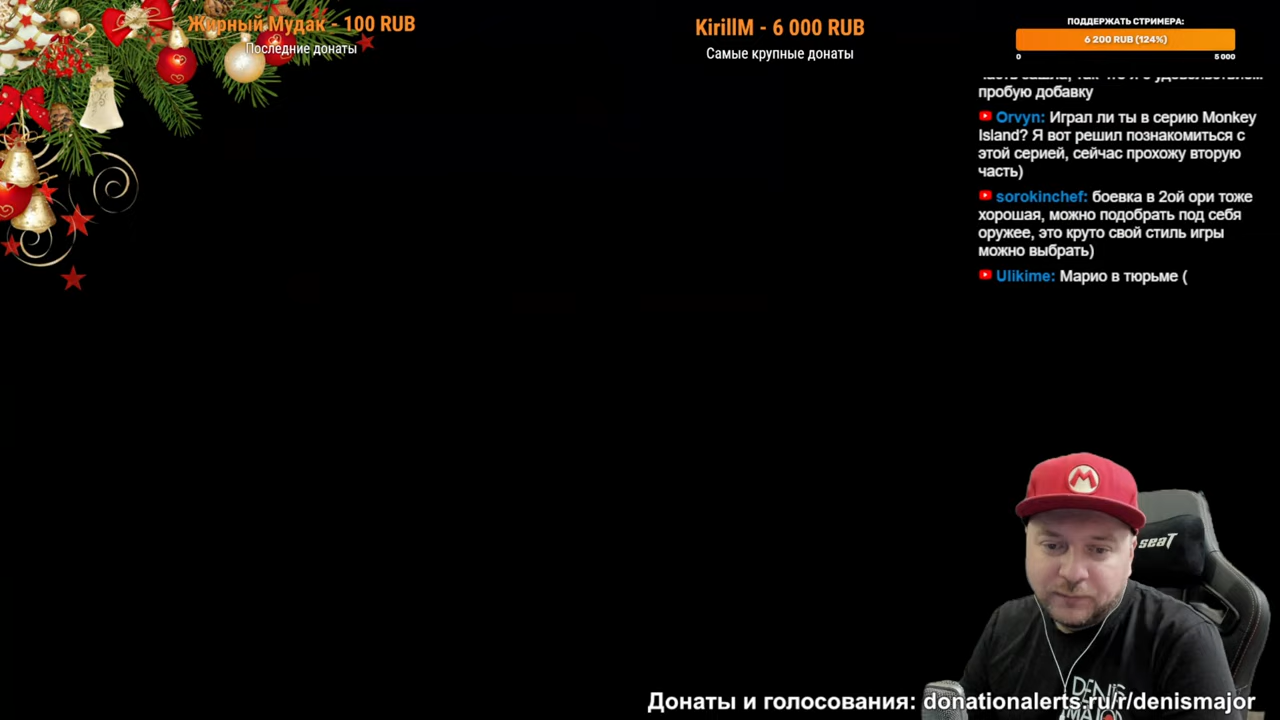 Жирный Мудак - 100 RUB
Последние донаты
KirillM - 6 000 RUB
Самые крупные донаты
ПОДДЕРЖАТЬ СТРИМЕРА:
6 200 RUB (124%)
0 5 000
пробую добавку
Orvyn: Играл ли ты в серию Monkey
Island? Я вот решил познакомиться с
этой серией, сейчас прохожу вторую
часть)
sorokinchef: боевка в 2ой ори тоже
хорошая, можно подобрать под себя
оружее, это круто свой стиль игры
можно выбрать)
Ulikime: Марио в тюрьме (
M
seaT
DENIS
MAJOR
Донаты и голосования: donationalerts.ru/r/denismajor